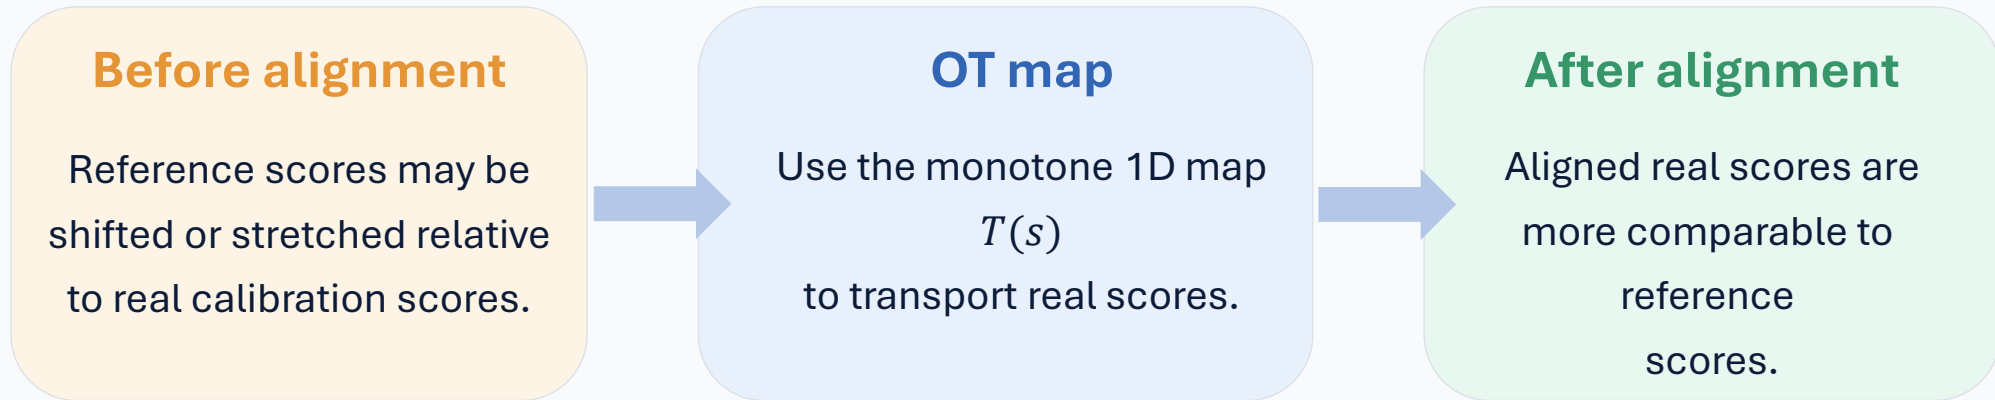 Before alignment
Reference scores may be
shifted or stretched relative
to real calibration scores.
OT map
Use the monotone 1D map
T(s)
to transport real scores.
After alignment
Aligned real scores are
more comparable to
reference
scores.